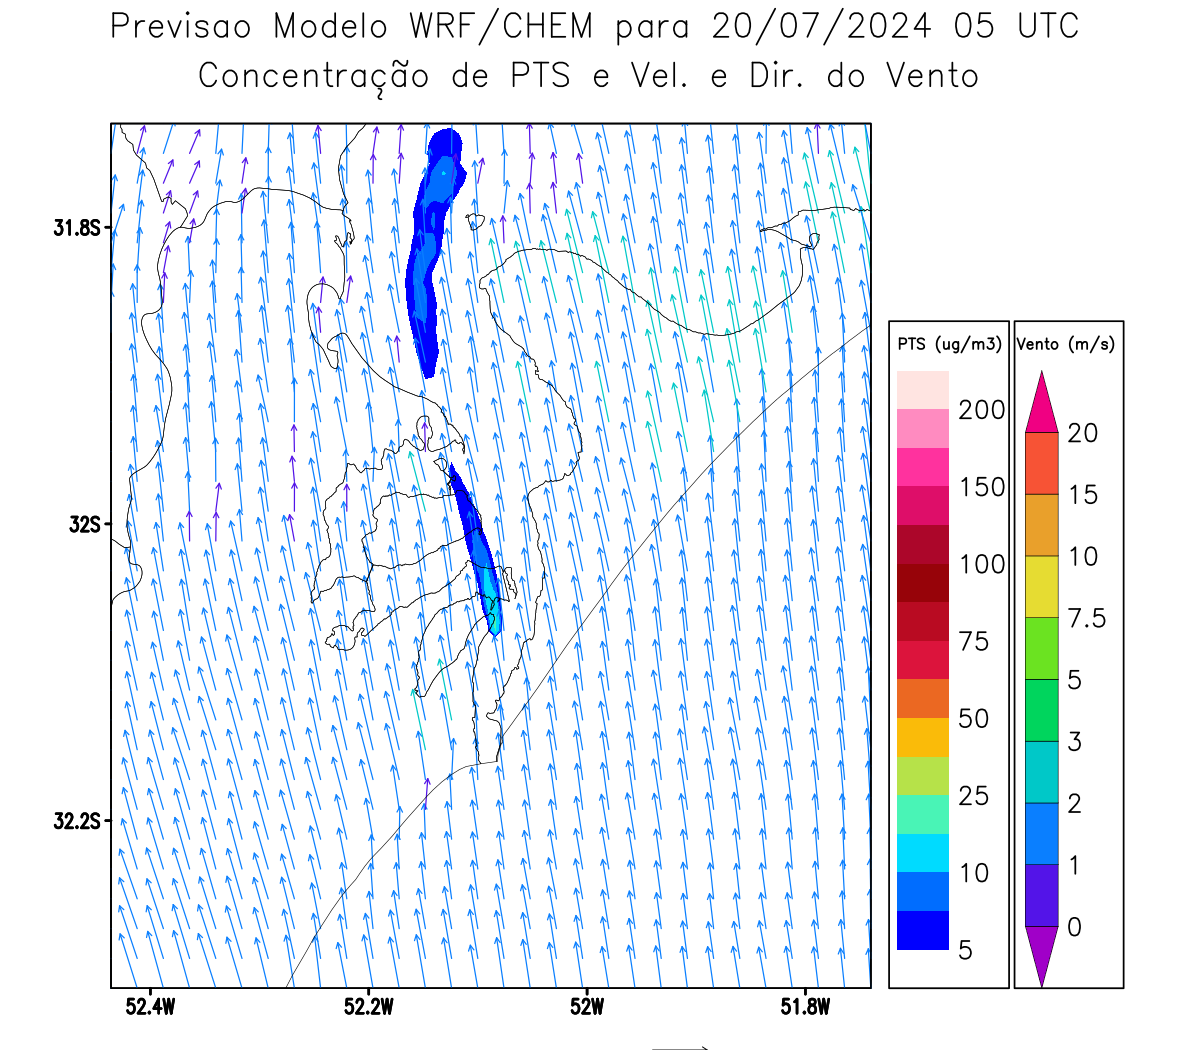 Previsao Modelo WRF/CHEM para 20/07/2024 05 UTC
Concentração de PTS e Vel. e Dir. do Vento
31.8S
32S
32.2S
52.4W
52.2W
52W
51.8W
PTS (ug/m3)
200
150
100
75
50
25
10
5
Vento (m/s)
20
15
10
7.5
5
3
2
1
0